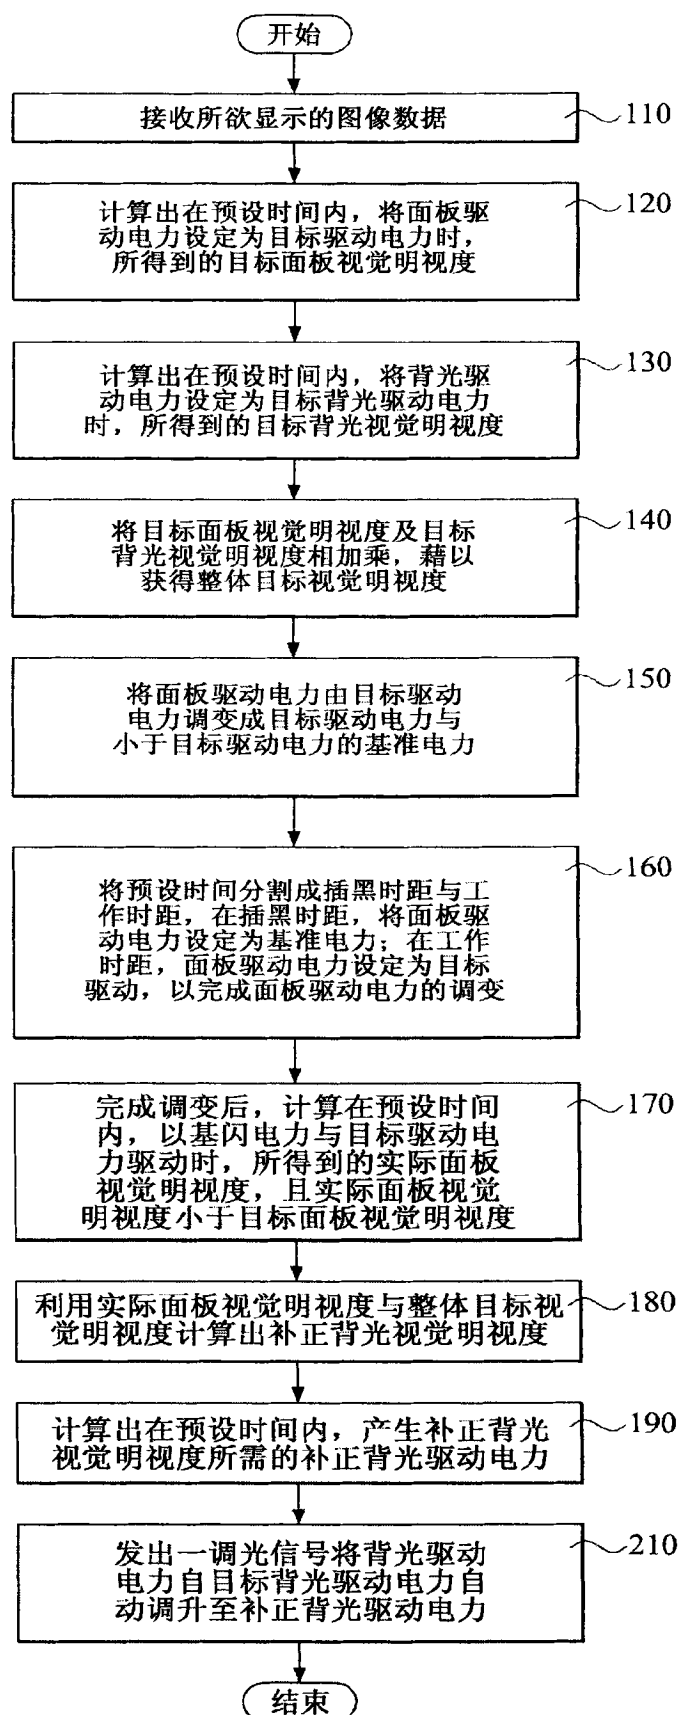 开始
接收所欲显示的图像数据
110
计算出在预设时间内，将面板驱
动电力设定为目标驱动电力时，
所得到的目标面板视觉明视度
120
计算出在预设时间内，将背光驱
动电力设定为目标背光驱动电力
时，所得到的目标背光视觉明视度
130
将目标面板视觉明视度及目标
背光视觉明视度相加乘，藉以
获得整体目标视觉明视度
140
将面板驱动电力由目标驱动
电力调变成目标驱动电力与
小于目标驱动电力的基准电力
150
将预设时间分割成插黑时距与工
作时距，在插黑时距，将面板驱
动电力设定为基准电力；在工作
时距，面板驱动电力设定为目标
驱动，以完成面板驱动电力的调变
160
完成调变后，计算在预设时间
内，以基闪电力与目标驱动电
力驱动时，所得到的实际面板
视觉明视度，且实际面板视觉
明视度小于目标面板视觉明视度
170
利用实际面板视觉明视度与整体目标视
觉明视度计算出补正背光视觉明视度
180
计算出在预设时间内，产生补正背光
视觉明视度所需的补正背光驱动电力
190
发出一调光信号将背光驱动
电力自目标背光驱动电力自
动调升至补正背光驱动电力
210
结束